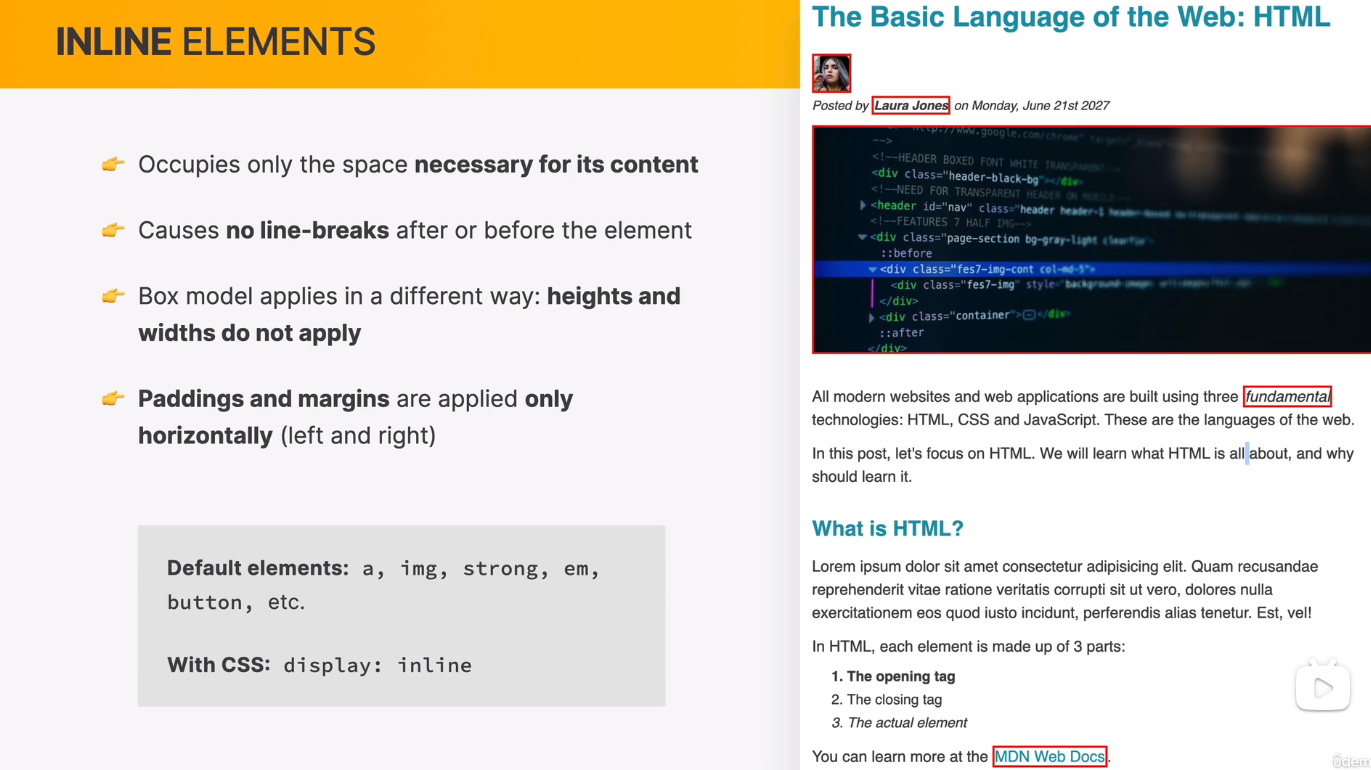 INLINE ELEMENTS
👉 Occupies only the space necessary for its content
👉 Causes no line-breaks after or before the element
👉 Box model applies in a different way: heights and
widths do not apply
👉 Paddings and margins are applied only
horizontally (left and right)
Default elements: a, img, strong, em,
button, etc.
With CSS: display: inline
The Basic Language of the Web: HTML
Posted by Laura Jones on Monday, June 21st 2027
http://www.google.com/chrome" target=
-->
<!--HEADER BOXED FONT WHITE TRANSPARENT-->
<div class="header-black-bg"></div>
<!--NEED FOR TRANSPARENT HEADER ON MOBILE-->
<header id="nav" class="header header-1 header-
<!--FEATURES 7 HALF IMG-->
<div class="page-section bg-gray-light clearfix">
::before
<div class="fes7-img-cont col-md-5">
<div class="fes7-img" style="background-image:
</div>
<div class="container"></div>
::after
</div>
All modern websites and web applications are built using three fundamental
technologies: HTML, CSS and JavaScript. These are the languages of the web.
In this post, let's focus on HTML. We will learn what HTML is all about, and why
should learn it.
What is HTML?
Lorem ipsum dolor sit amet consectetur adipisicing elit. Quam recusandae
reprehenderit vitae ratione veritatis corrupti sit ut vero, dolores nulla
exercitationem eos quod iusto incidunt, perferendis alias tenetur. Est, vel!
In HTML, each element is made up of 3 parts:
1. The opening tag
2. The closing tag
3. The actual element
You can learn more at the MDN Web Docs.
ûdem